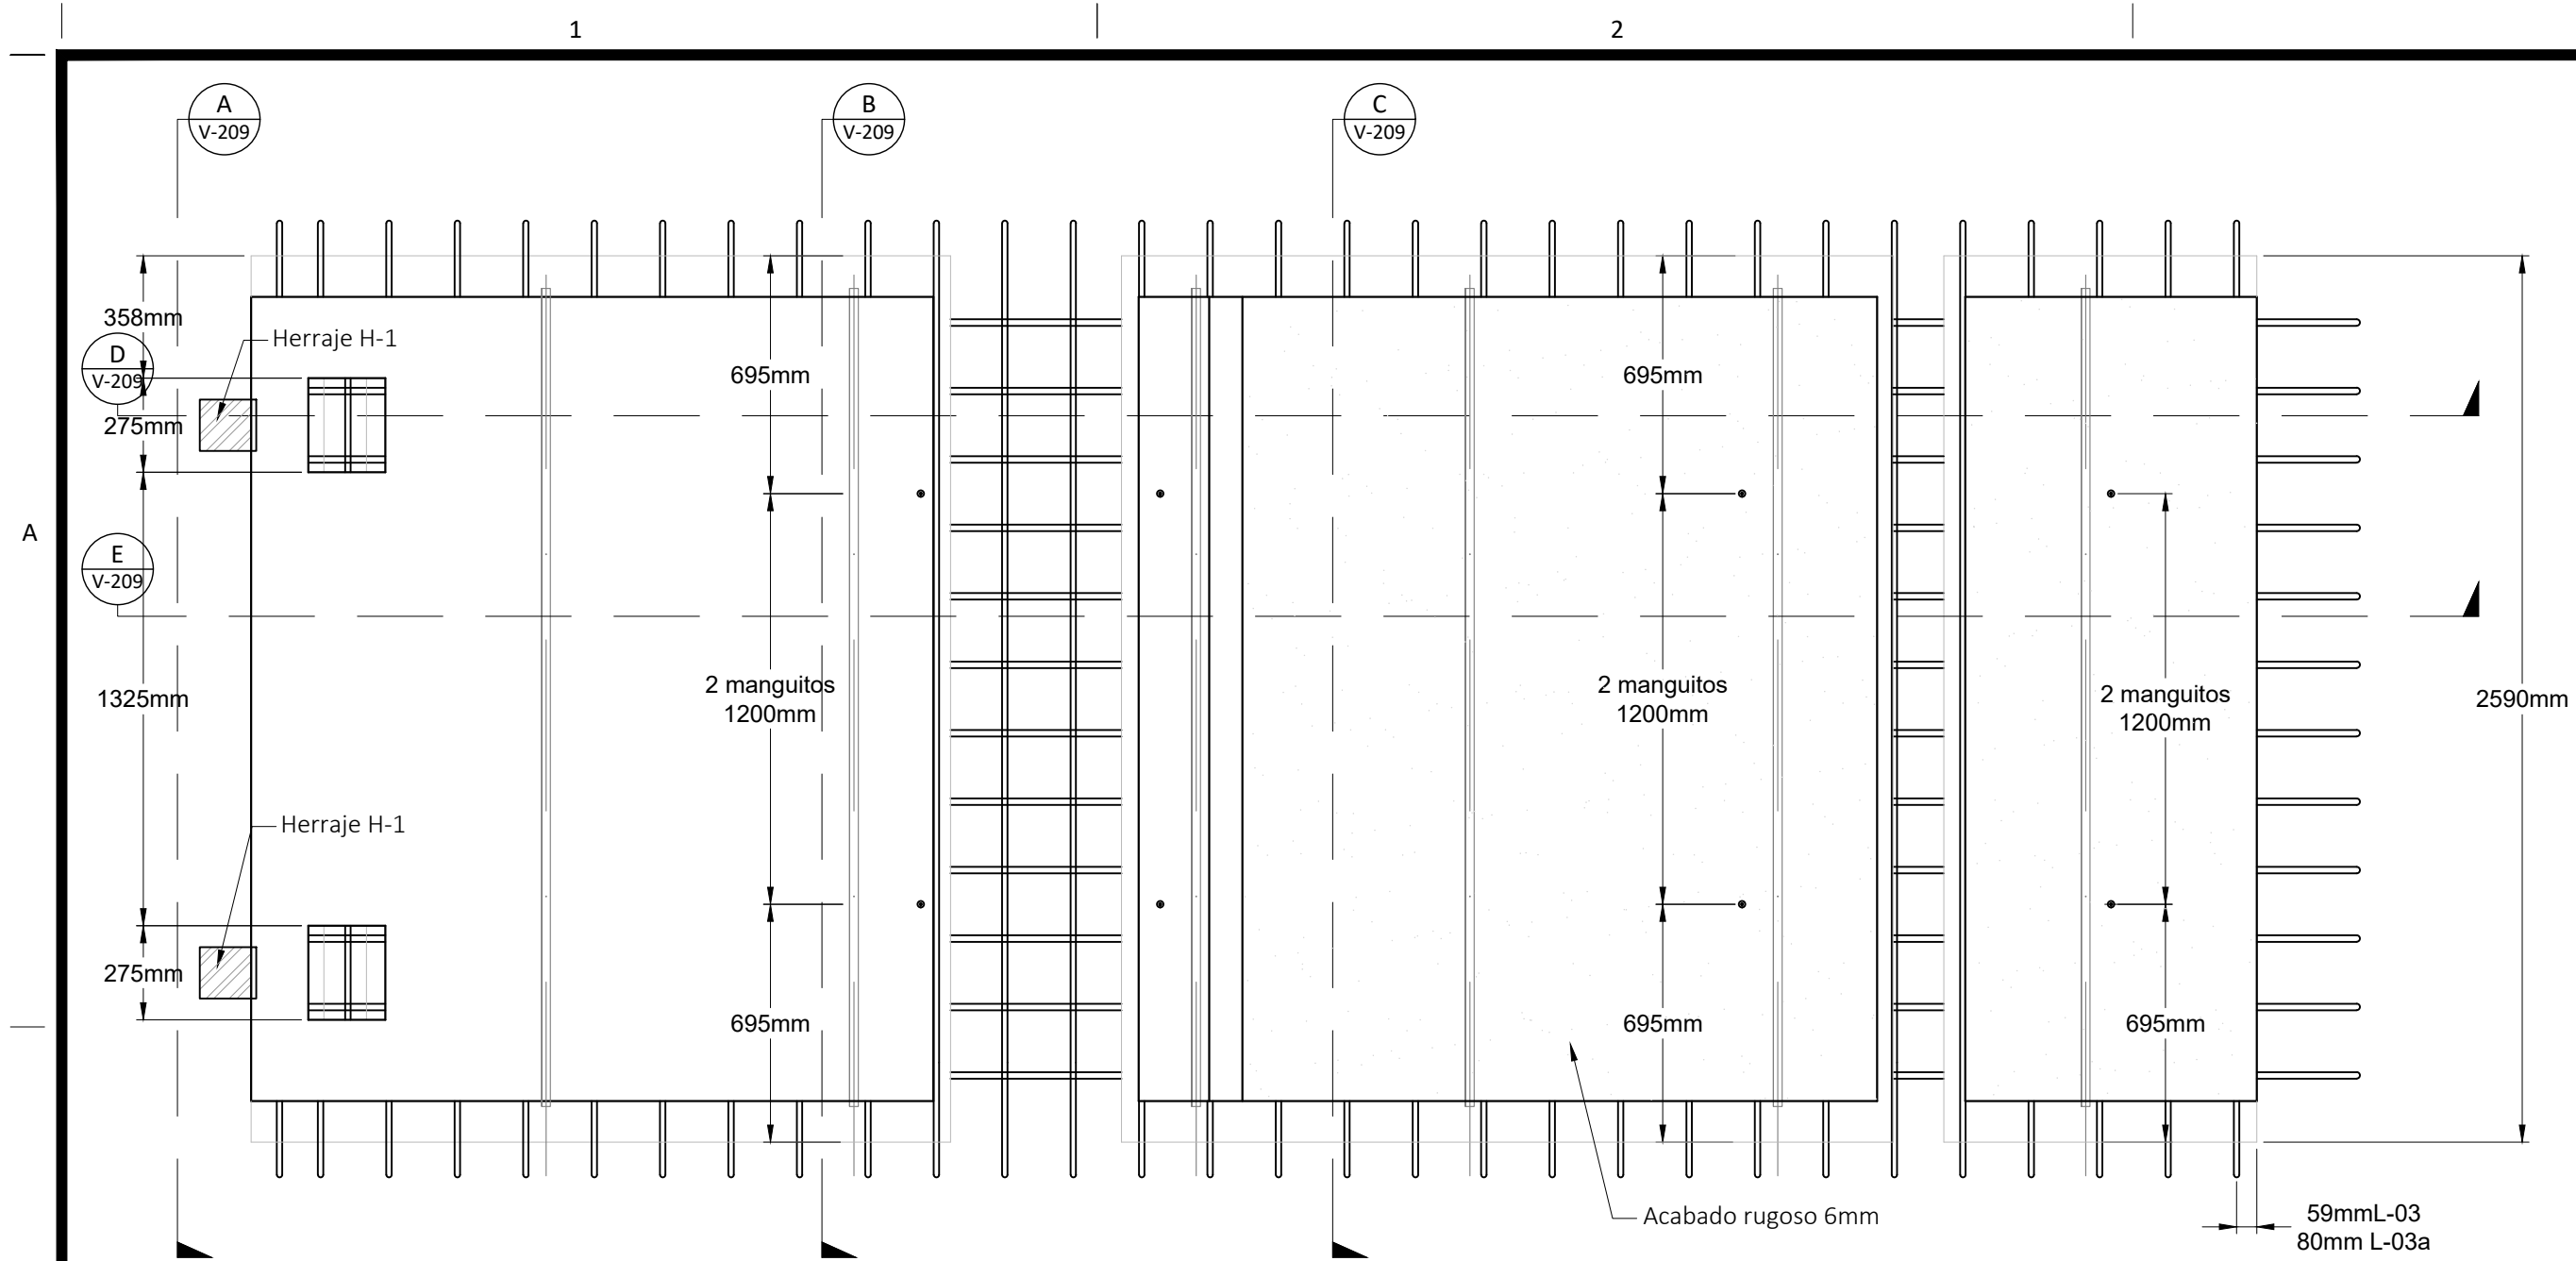 1
2
A
V-209
B
V-209
C
V-209
358mm
Herraje H-1
D
V-209
275mm
695mm
695mm
A
E
V-209
1325mm
2 manguitos
1200mm
2 manguitos
1200mm
2 manguitos
1200mm
2590mm
Herraje H-1
275mm
695mm
695mm
695mm
Acabado rugoso 6mm
59mmL-03
80mm L-03a